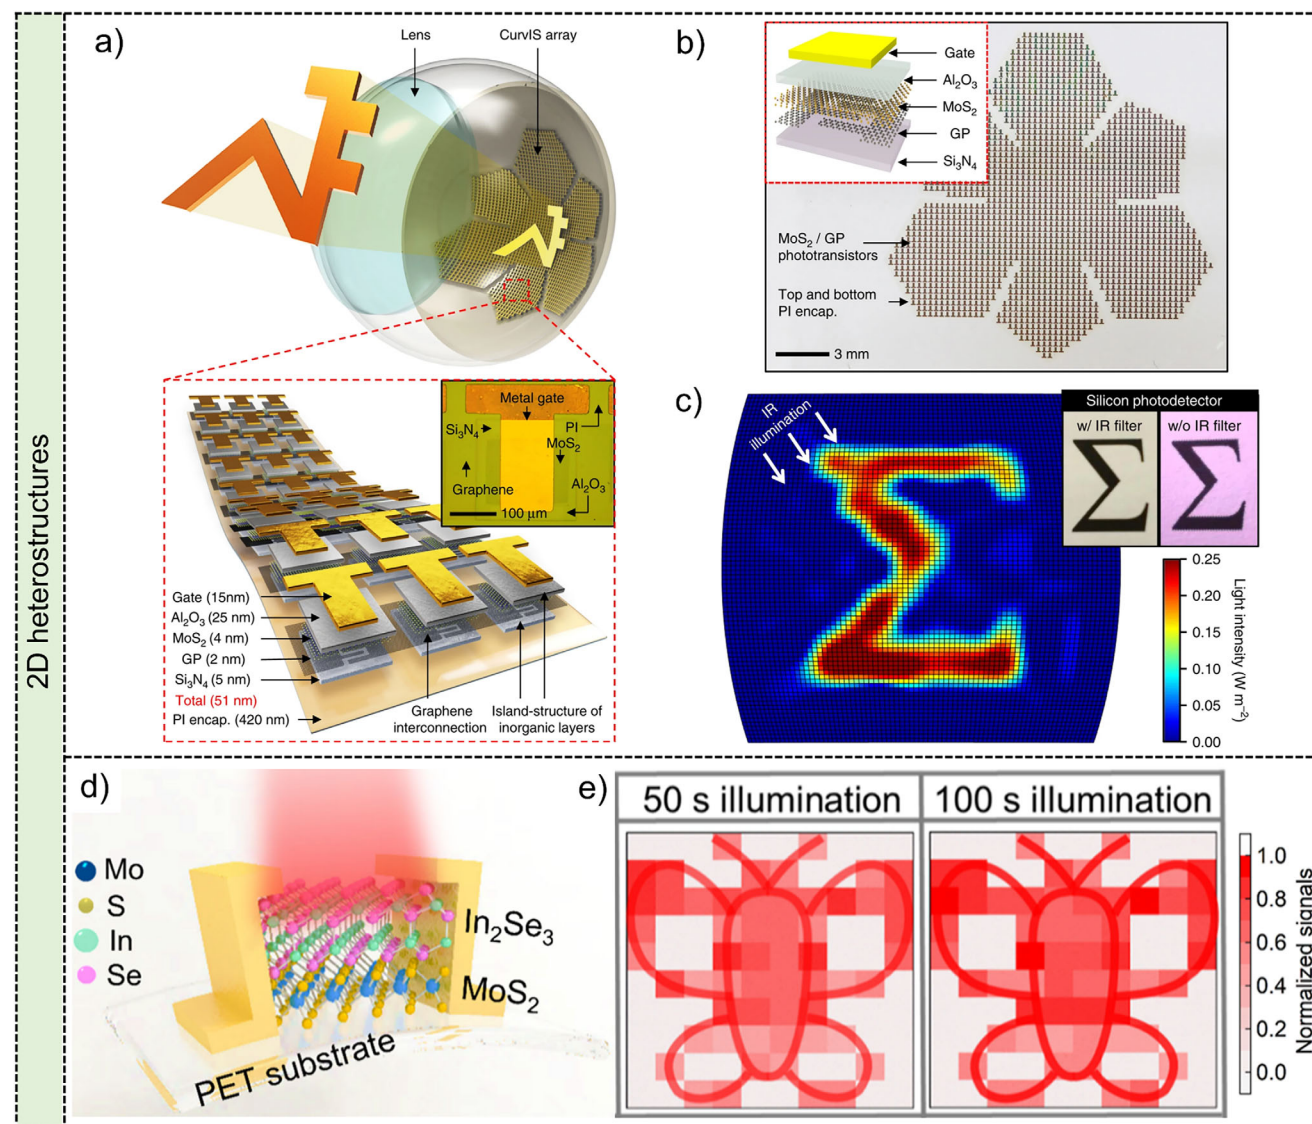 2D heterostructures
a)
Lens
CurvIS array
Metal gate
Si₃N₄
PI
MoS₂
Graphene
Al₂O₃
100 μm
Gate (15nm)
Al₂O₃ (25 nm)
MoS₂ (4 nm)
GP (2 nm)
Si₃N₄ (5 nm)
Total (51 nm)
PI encap. (420 nm)
Graphene
interconnection
Island-structure of
inorganic layers
b)
Gate
Al₂O₃
MoS₂
GP
Si₃N₄
MoS₂ / GP
phototransistors
Top and bottom
PI encap.
3 mm
c)
IR
illumination
Silicon photodetector
w/ IR filter
w/o IR filter
Σ
Σ
0.25
0.20
0.15
0.10
0.05
0.00
Light intensity (W m⁻²)
d)
Mo
S
In
Se
In₂Se₃
MoS₂
PET substrate
e)
50 s illumination
100 s illumination
1.0
0.8
0.6
0.4
0.2
0.0
Normalized signals